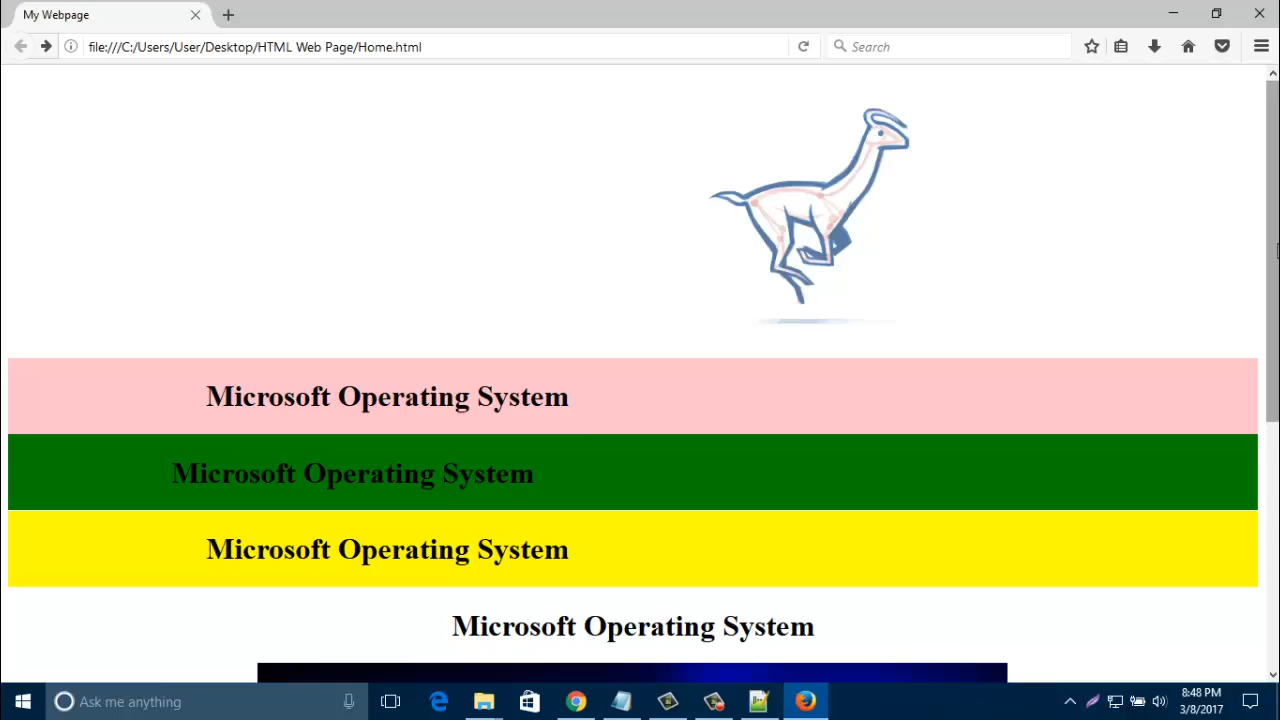 My Webpage
file:///C:/Users/User/Desktop/HTML Web Page/Home.html
Search
Microsoft Operating System
Microsoft Operating System
Microsoft Operating System
Microsoft Operating System
Ask me anything
8:48 PM
3/8/2017